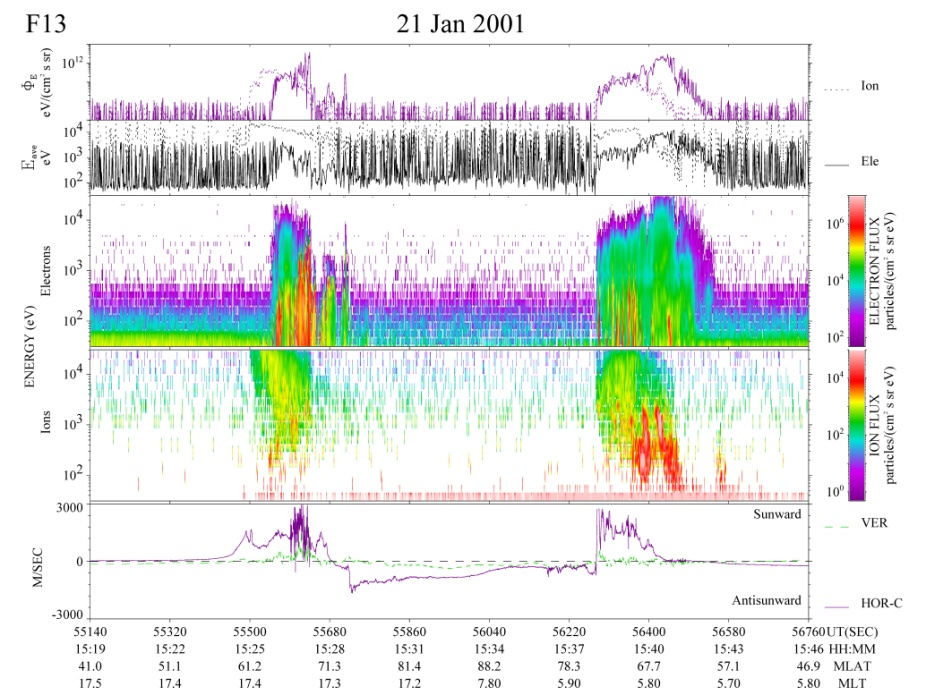 F13
21 Jan 2001
Φ_E
eV/(cm² s sr)
10¹²
Ion
E_ave
eV
10⁴
10³
10²
Ele
ENERGY (eV)
Electrons
10⁴
10³
10²
10⁶
10⁴
10²
ELECTRON FLUX
particles/(cm² s sr eV)
Ions
10⁴
10³
10²
10⁴
10²
10⁰
ION FLUX
particles/(cm² s sr eV)
M/SEC
3000
0
-3000
Sunward
Antisunward
VER
HOR-C
55140 55320 55500 55680 55860 56040 56220 56400 56580 56760 UT(SEC)
15:19 15:22 15:25 15:28 15:31 15:34 15:37 15:40 15:43 15:46 HH:MM
41.0 51.1 61.2 71.3 81.4 88.2 78.3 67.7 57.1 46.9 MLAT
17.5 17.4 17.4 17.3 17.2 7.80 5.90 5.80 5.70 5.80 MLT